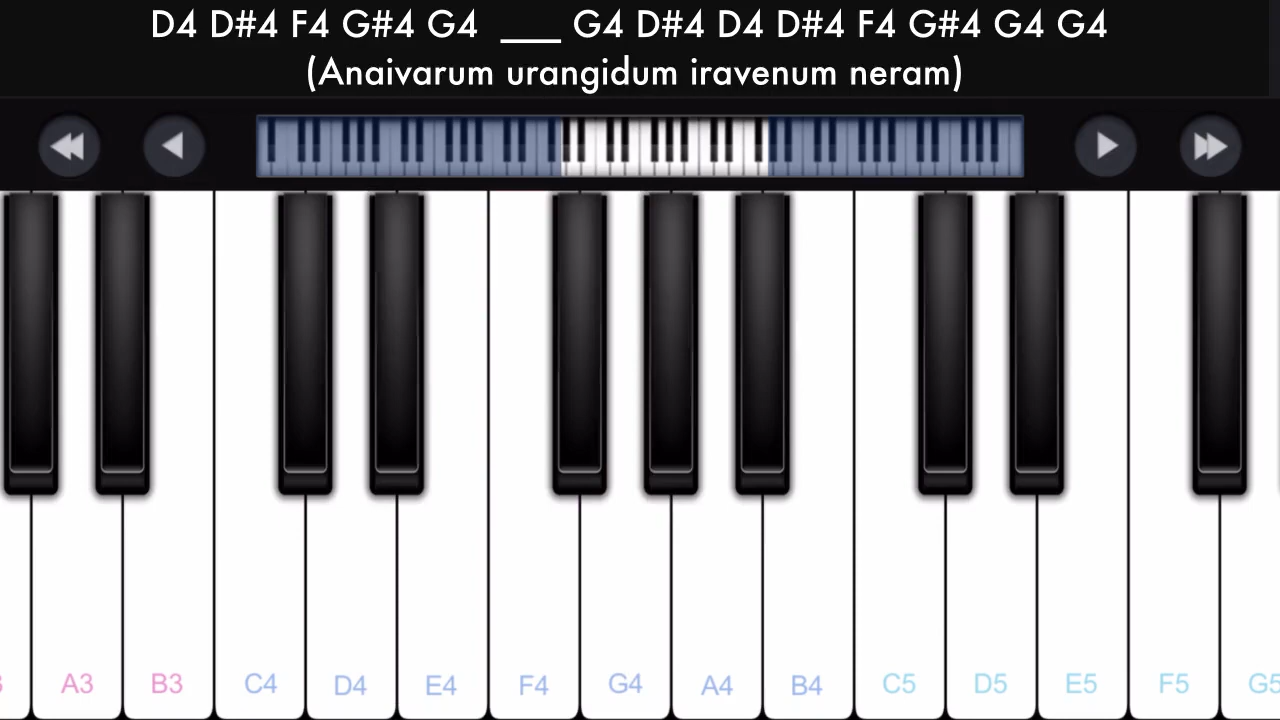 D4 D#4 F4 G#4 G4 ___ G4 D#4 D4 D#4 F4 G#4 G4 G4
(Anaivarum urangidum iravenum neram)
A3 B3 C4 D4 E4 F4 G4 A4 B4 C5 D5 E5 F5 G5